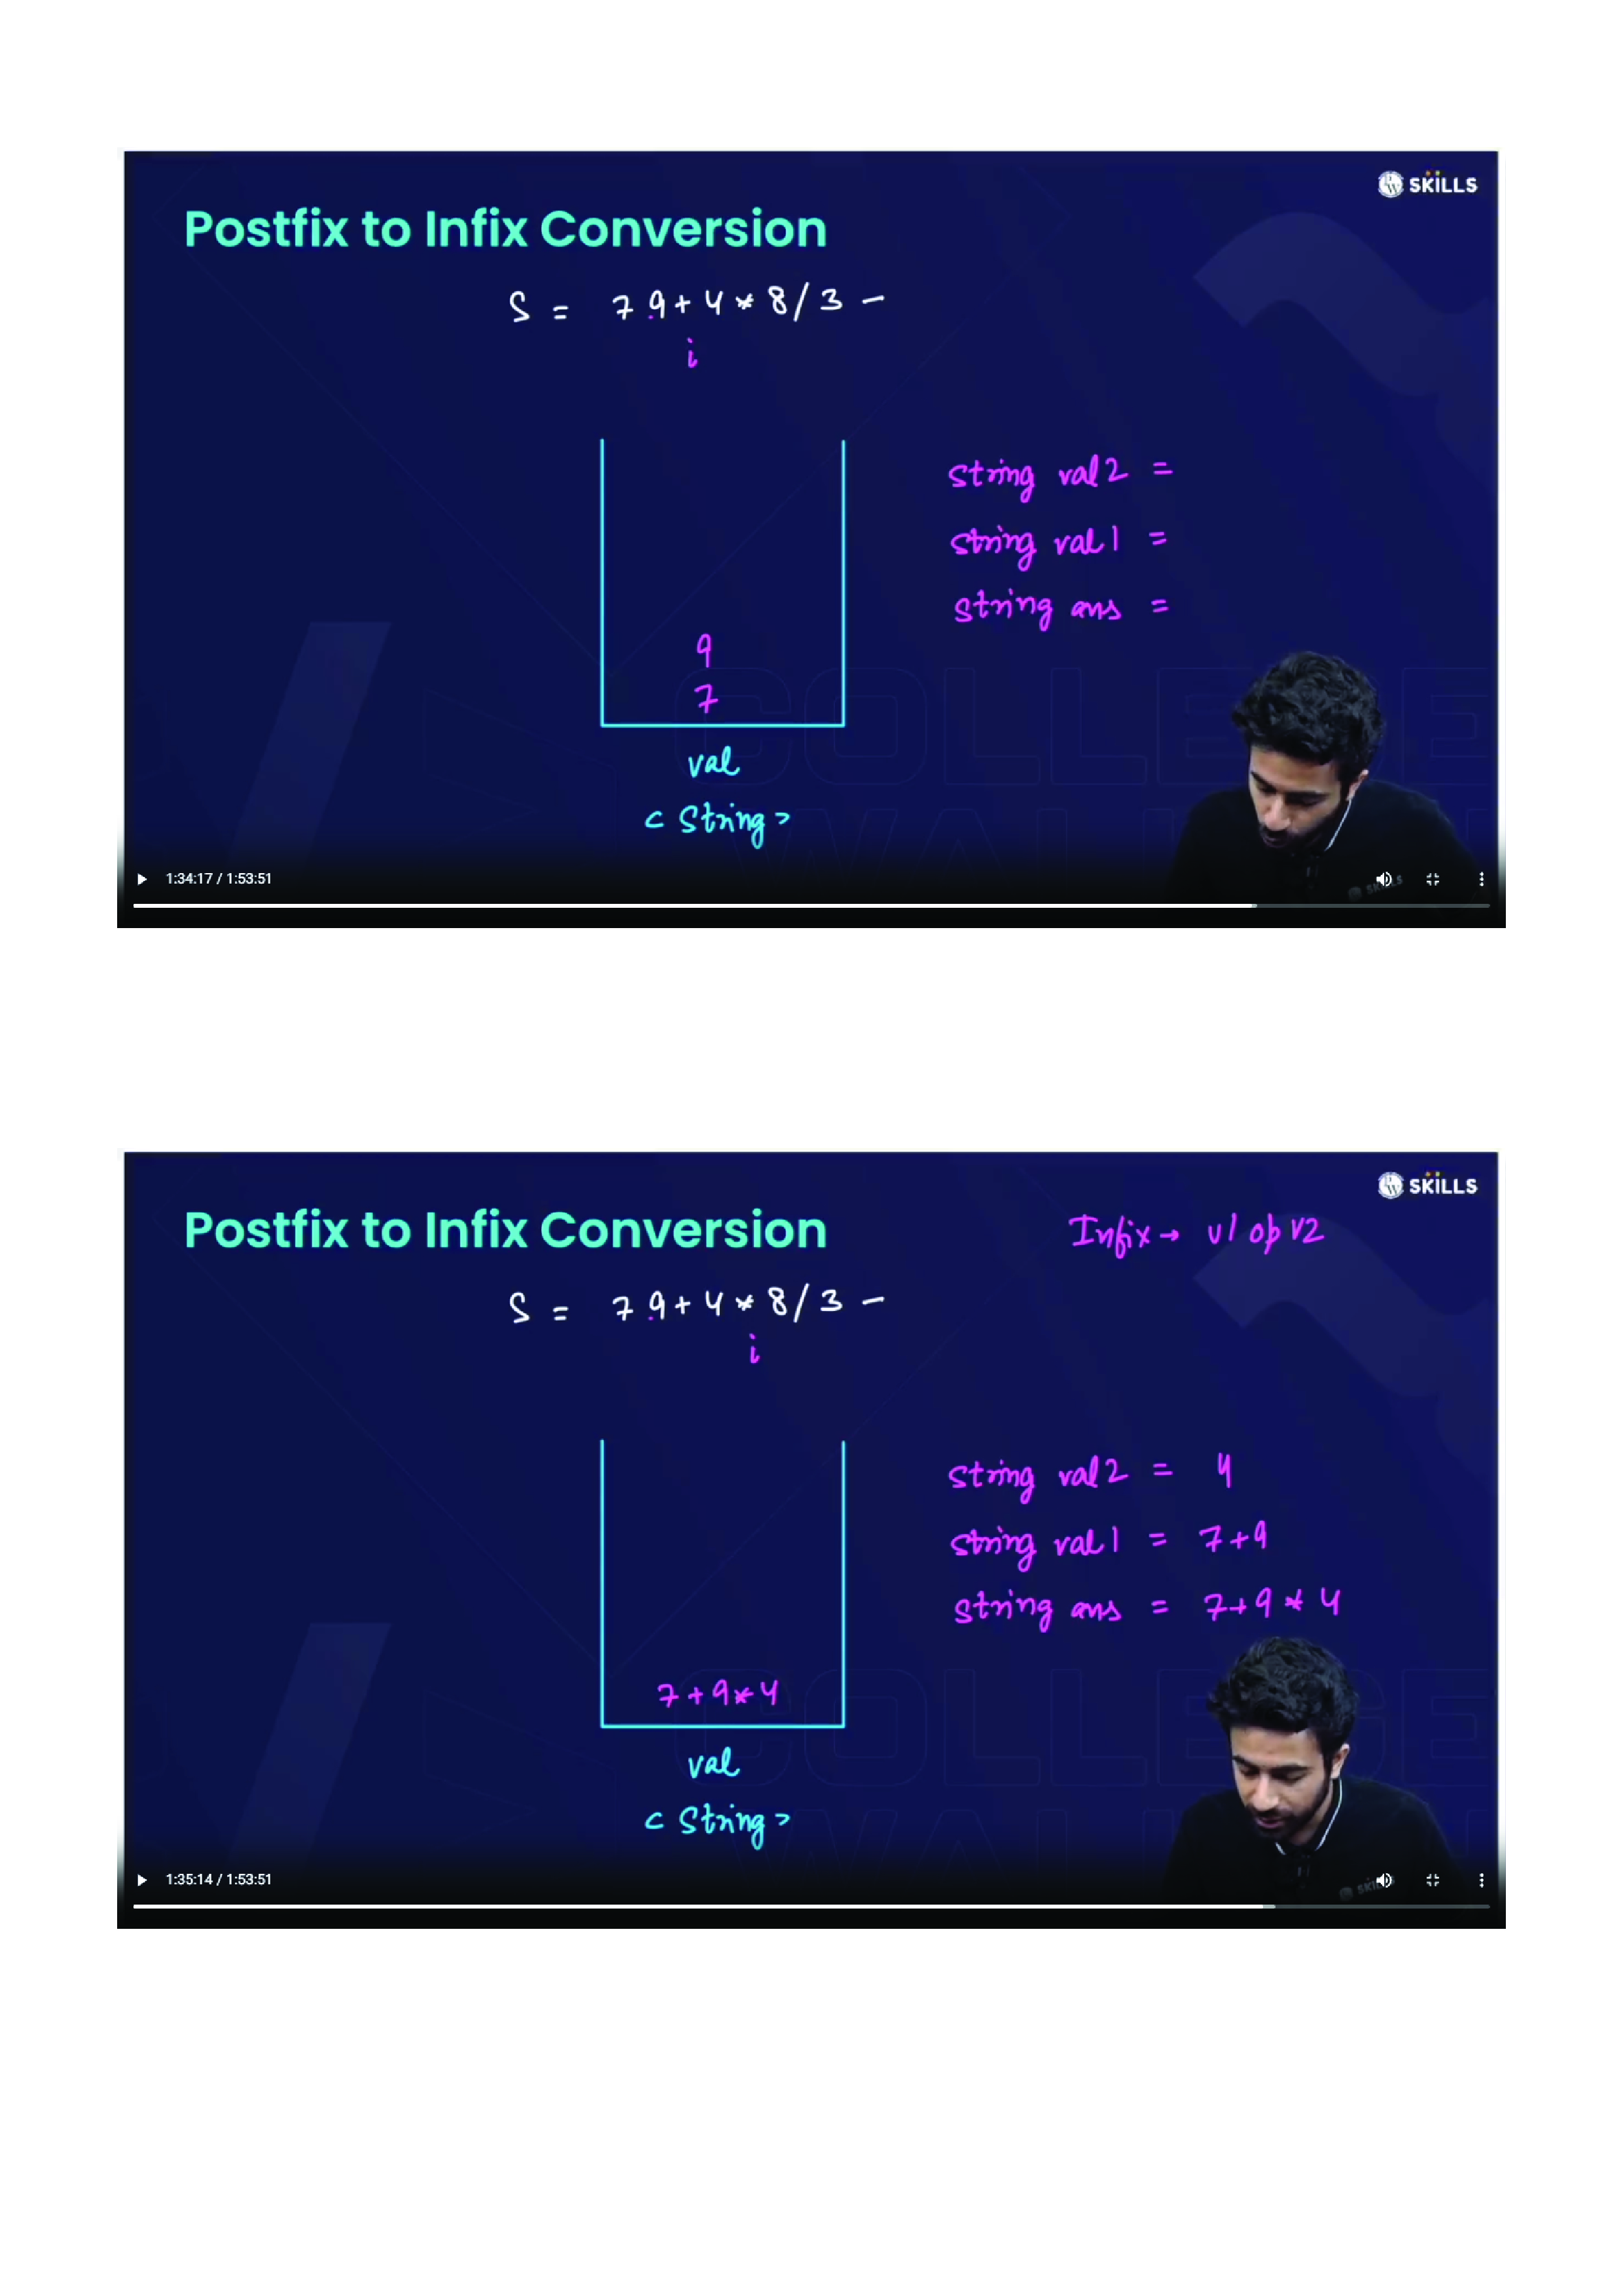 SKILLS
Postfix to Infix Conversion
S = 7 9 + 4 * 8 / 3 -
i
string val2 =
string val1 =
string ans =
9
7
val
< String >
1:34:17 / 1:53:51
SKILLS
Postfix to Infix Conversion
Infix → v1 op v2
S = 7 9 + 4 * 8 / 3 -
i
string val2 = 4
string val1 = 7+9
string ans = 7+9 * 4
7 + 9 * 4
val
< String >
1:35:14 / 1:53:51